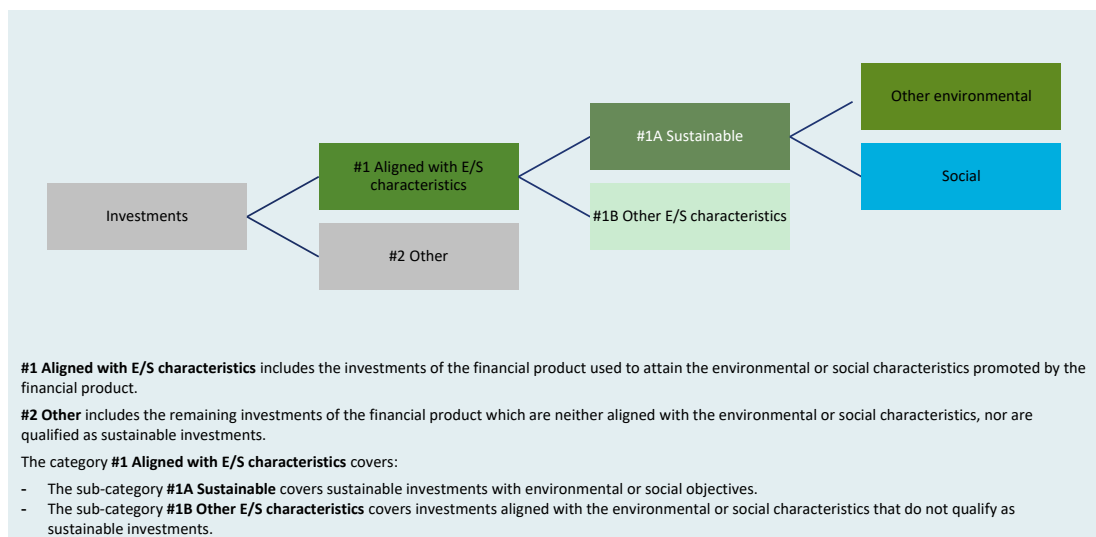 Other environmental
#1A Sustainable
#1 Aligned with E/S
characteristics
Social
Investments
#1B Other E/S characteristics
#2 Other
#1 Aligned with E/S characteristics includes the investments of the financial product used to attain the environmental or social characteristics promoted by the
financial product.
#2 Other includes the remaining investments of the financial product which are neither aligned with the environmental or social characteristics, nor are
qualified as sustainable investments.
The category #1 Aligned with E/S characteristics covers:
- The sub-category #1A Sustainable covers sustainable investments with environmental or social objectives.
- The sub-category #1B Other E/S characteristics covers investments aligned with the environmental or social characteristics that do not qualify as
sustainable investments.